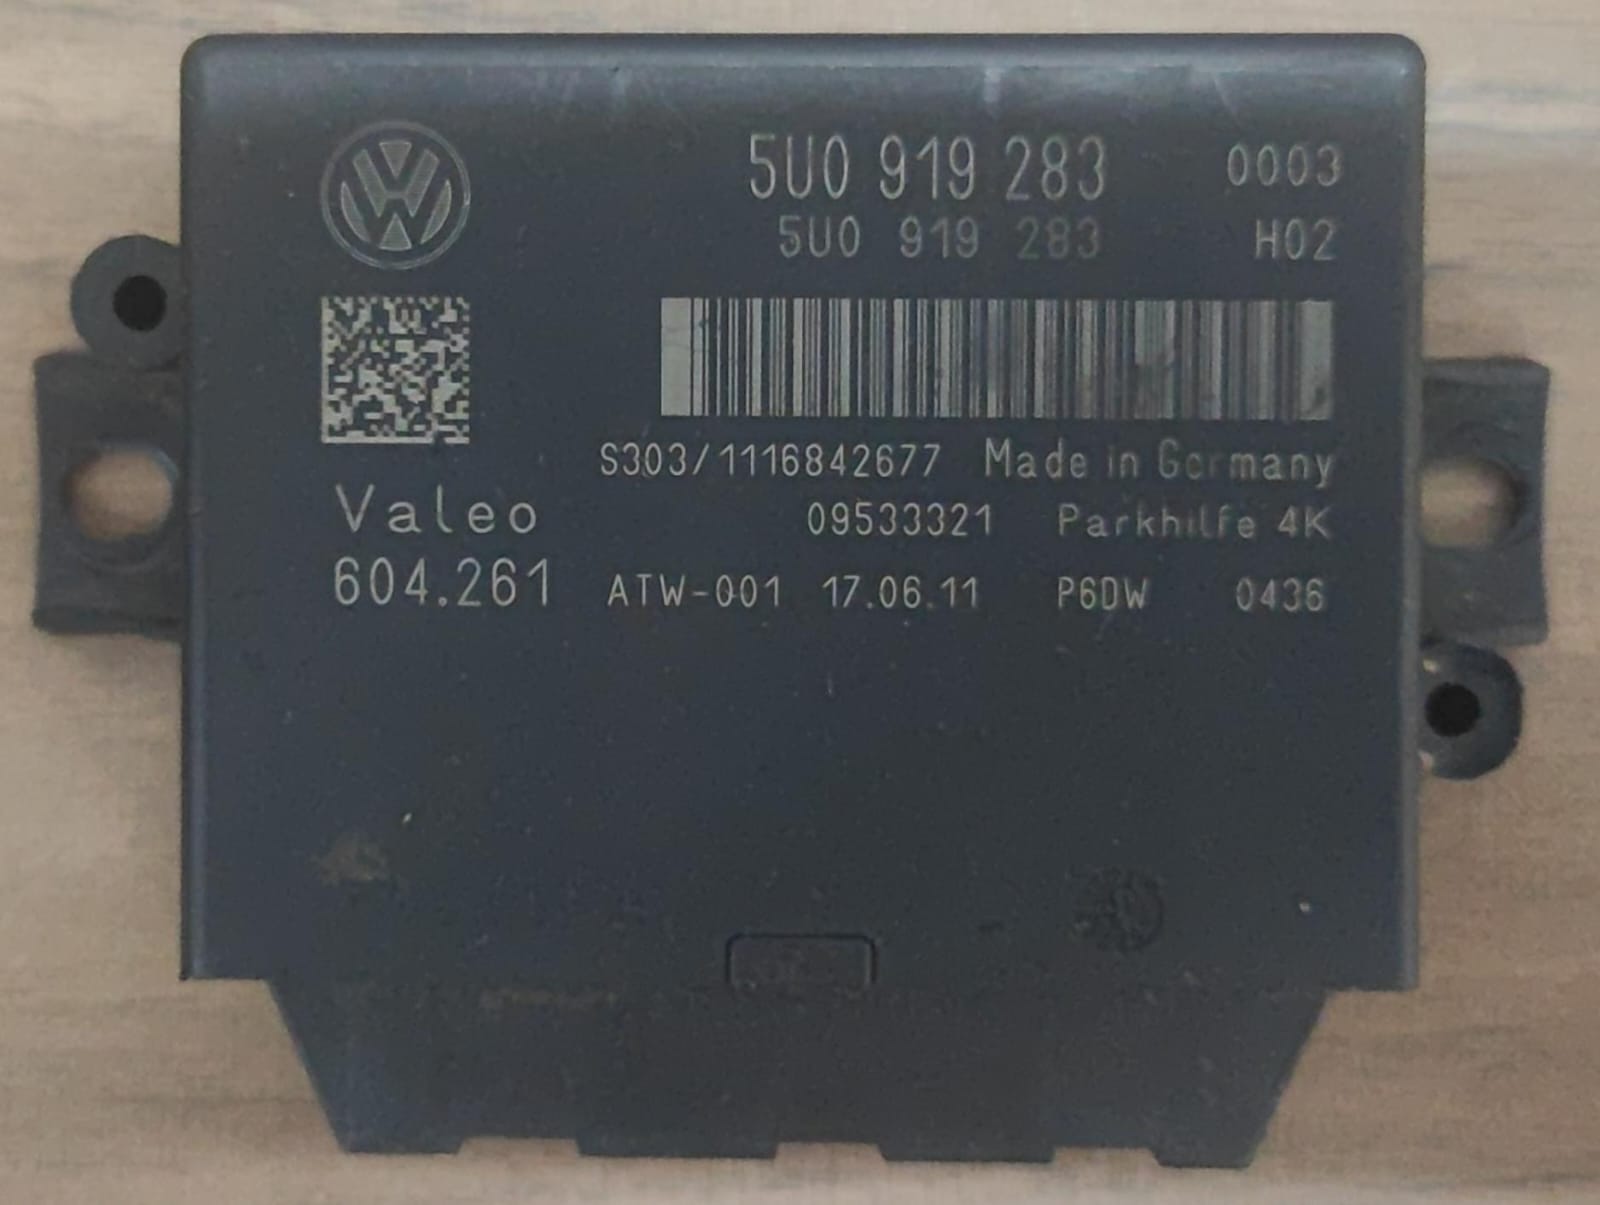 5U0 919 283 0003
5U0 919 283 H02
S303/1116842677 Made in Germany
Valeo 09533321 Parkhilfe 4K
604.261 ATW-001 17.06.11 P6DW 0436